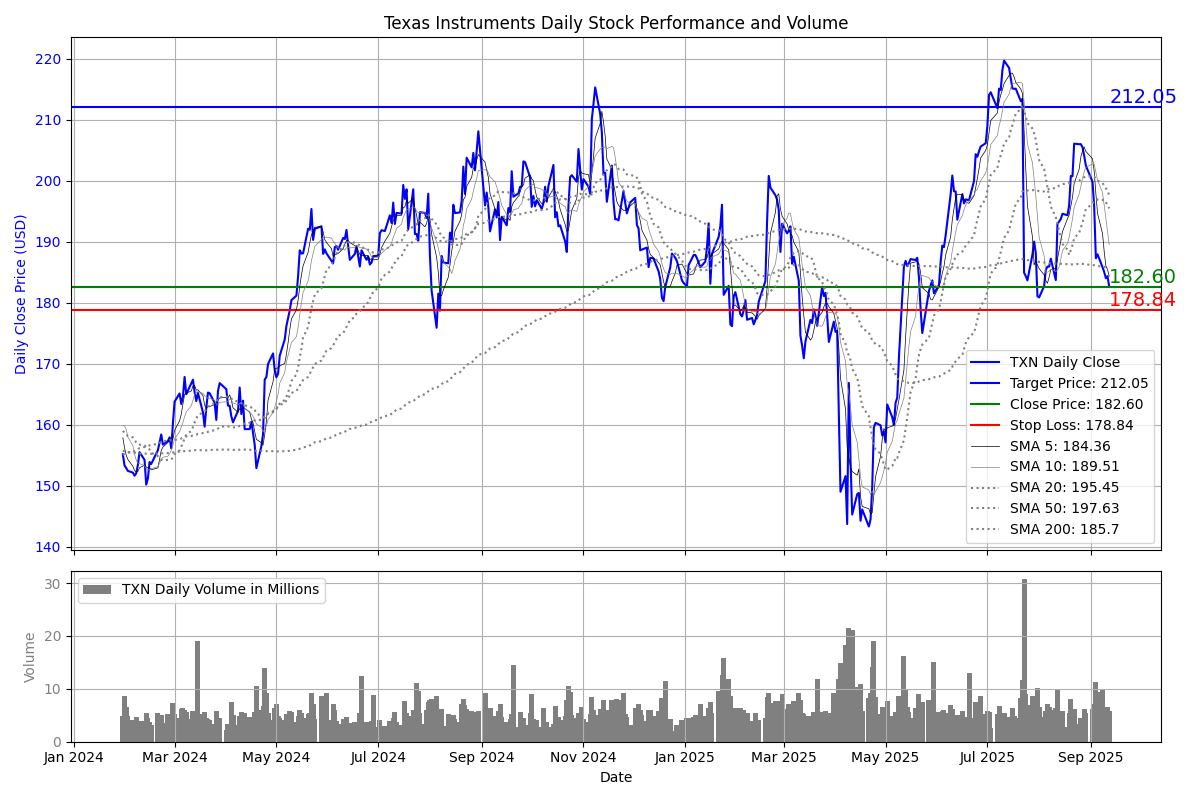 Texas Instruments Daily Stock Performance and Volume
Daily Close Price (USD)
220
210
200
190
180
170
160
150
140
212.05
182.60
178.84
TXN Daily Close
Target Price: 212.05
Close Price: 182.60
Stop Loss: 178.84
SMA 5: 184.36
SMA 10: 189.51
SMA 20: 195.45
SMA 50: 197.63
SMA 200: 185.7
Volume
30
20
10
0
TXN Daily Volume in Millions
Jan 2024 Mar 2024 May 2024 Jul 2024 Sep 2024 Nov 2024 Jan 2025 Mar 2025 May 2025 Jul 2025 Sep 2025
Date